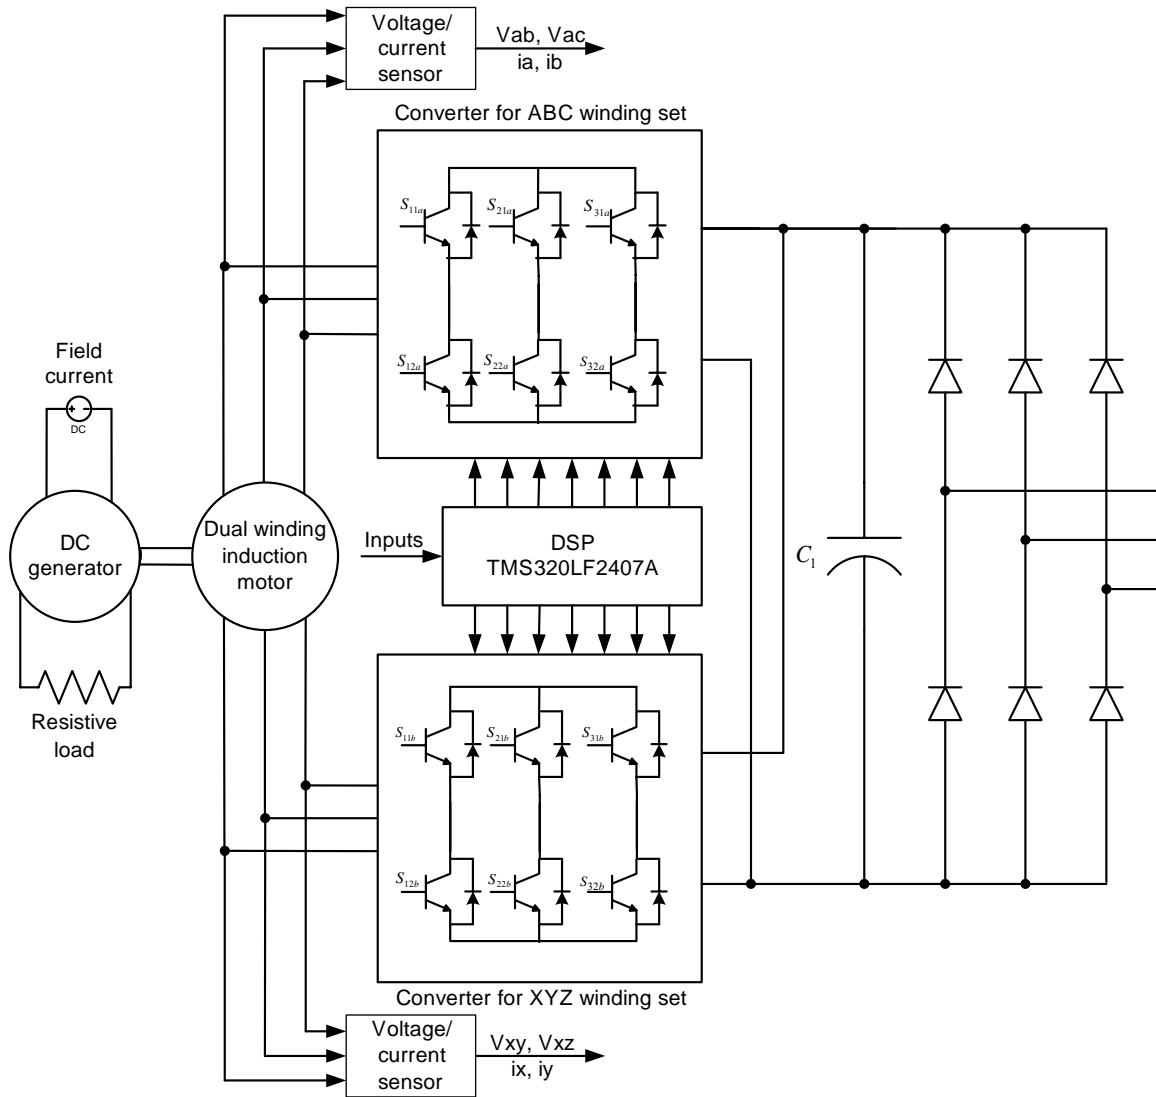 Voltage/
current
sensor
Vab, Vac
ia, ib
Converter for ABC winding set
S11a
S21a
S31a
S12a
S22a
S32a
Field
current
+ -
DC
DC
generator
Dual winding
induction
motor
Inputs
DSP
TMS320LF2407A
C1
Resistive
load
S11b
S21b
S31b
S12b
S22b
S32b
Converter for XYZ winding set
Voltage/
current
sensor
Vxy, Vxz
ix, iy